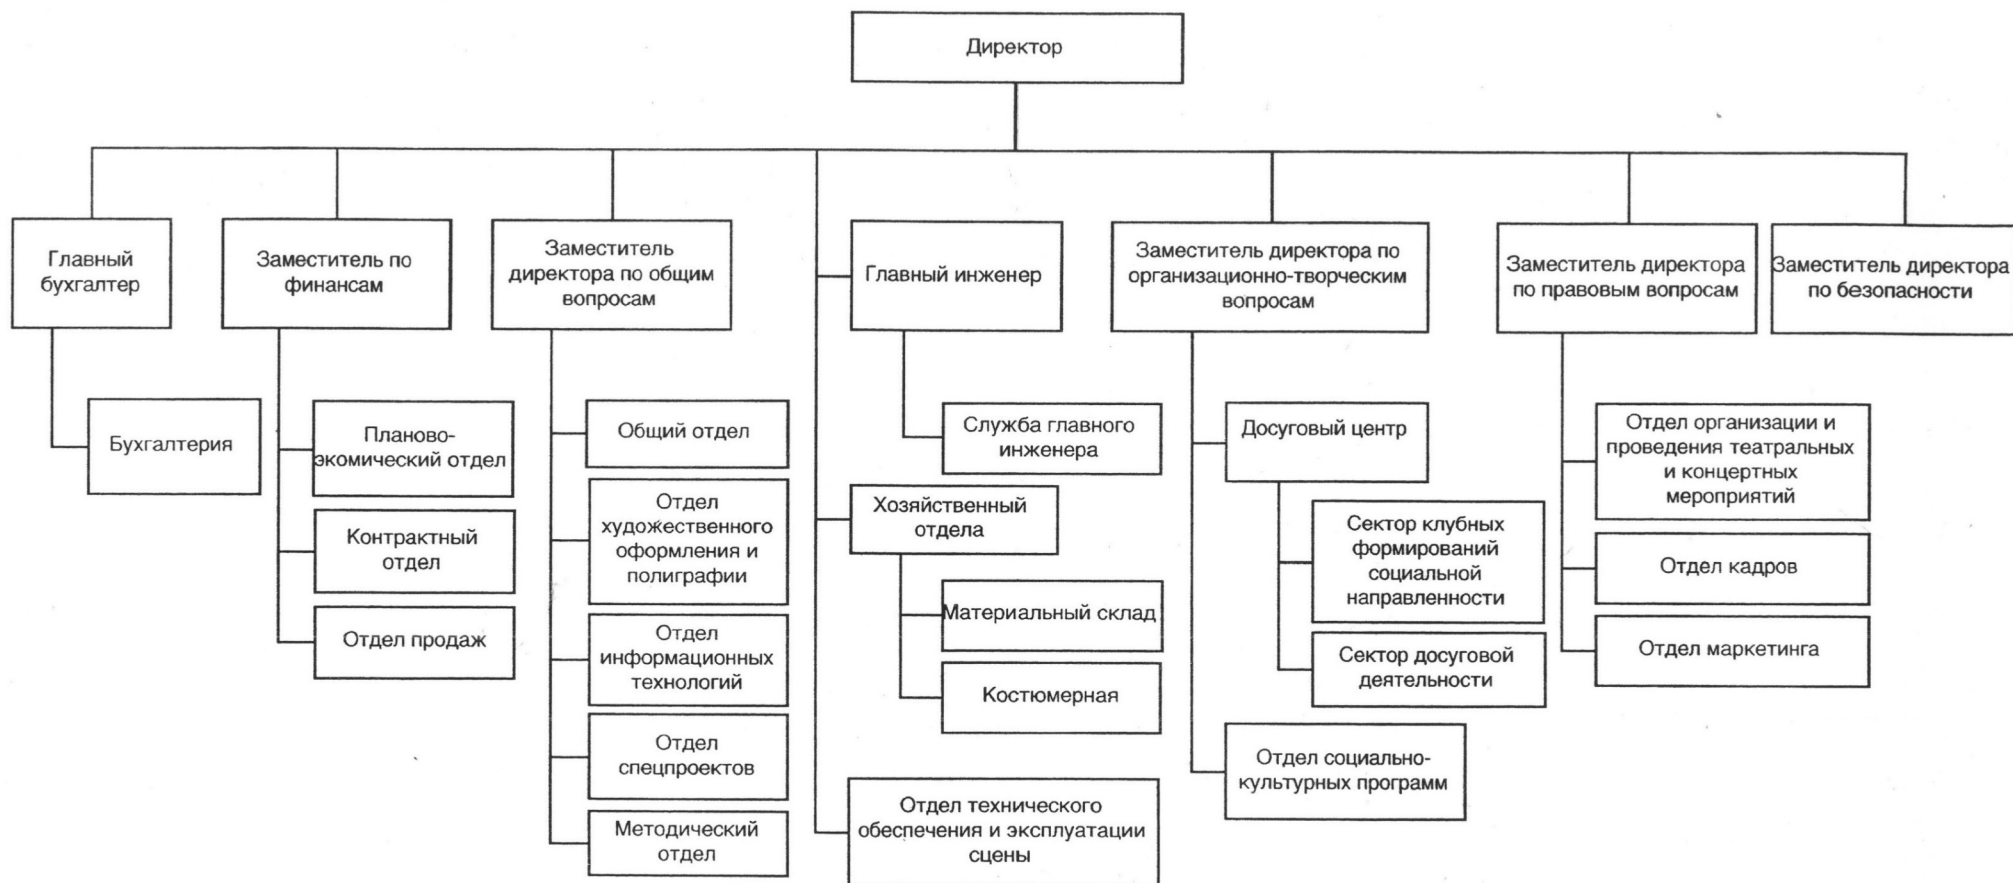 Директор
Главный
бухгалтер
Бухгалтерия
Заместитель по
финансам
Планово-
экомический отдел
Контрактный
отдел
Отдел продаж
Заместитель
директора по общим
вопросам
Общий отдел
Отдел
художественного
оформления и
полиграфии
Отдел
информационных
технологий
Отдел
спецпроектов
Методический
отдел
Главный инженер
Служба главного
инженера
Хозяйственный
отдела
Материальный склад
Костюмерная
Отдел технического
обеспечения и эксплуатации
сцены
Заместитель директора по
организационно-творческим
вопросам
Досуговый центр
Сектор клубных
формирований
социальной
направленности
Сектор досуговой
деятельности
Отдел социально-
культурных программ
Заместитель директора
по правовым вопросам
Отдел организации и
проведения театральных
и концертных
мероприятий
Отдел кадров
Отдел маркетинга
Заместитель директора
по безопасности